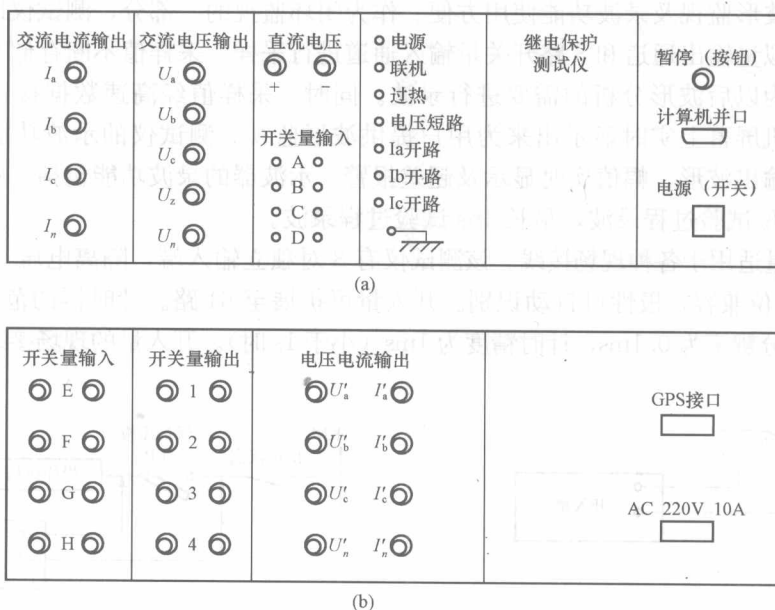 交流电流输出
Ia
Ib
Ic
In
交流电压输出
Ua
Ub
Uc
Uz
Un
直流电压
+ -
开关量输入
A
B
C
D
电源
联机
过热
电压短路
Ia开路
Ib开路
Ic开路
继电保护
测试仪
暂停（按钮）
计算机并口
电源（开关）
(a)
开关量输入
E
F
G
H
开关量输出
1
2
3
4
电压电流输出
U′a I′a
U′b I′b
U′c I′c
U′n I′n
GPS接口
AC 220V 10A
(b)